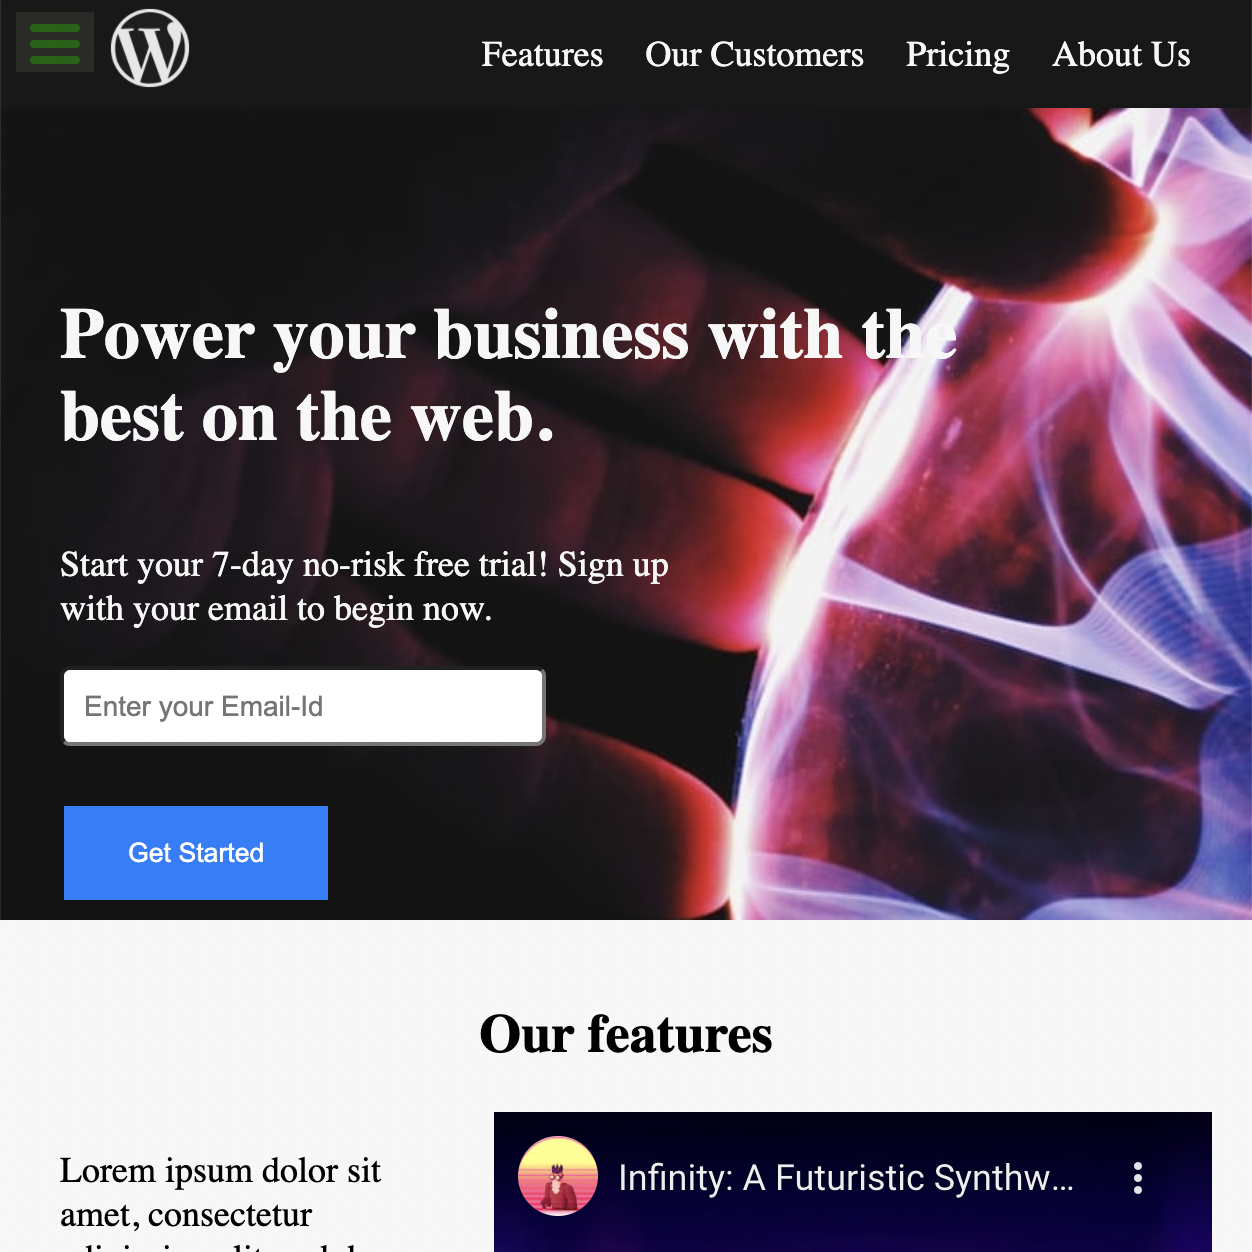 W
Features Our Customers Pricing About Us
Power your business with the
best on the web.
Start your 7-day no-risk free trial! Sign up
with your email to begin now.
Enter your Email-Id
Get Started
Our features
Lorem ipsum dolor sit
amet, consectetur
Infinity: A Futuristic Synthw...